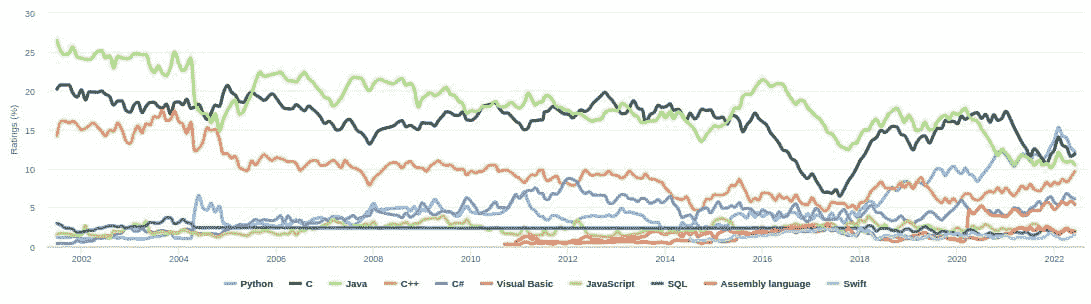 30
25
20
15
10
5
0
Ratings (%)
2002 2004 2006 2008 2010 2012 2014 2016 2018 2020 2022
Python C Java C++ C# Visual Basic JavaScript SQL Assembly language Swift